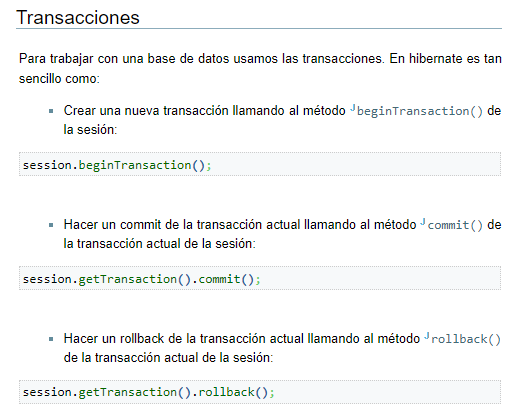 Transacciones
Para trabajar con una base de datos usamos las transacciones. En hibernate es tan
sencillo como:
Crear una nueva transacción llamando al método beginTransaction() de
la sesión:
session.beginTransaction();
Hacer un commit de la transacción actual llamando al método commit() de
la transacción actual de la sesión:
session.getTransaction().commit();
Hacer un rollback de la transacción actual llamando al método rollback()
de la transacción actual de la sesión:
session.getTransaction().rollback();